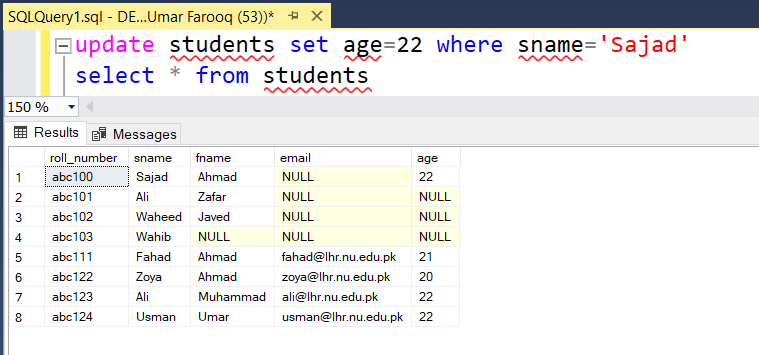 SQLQuery1.sql - DE...Umar Farooq (53))*
update students set age=22 where sname='Sajad'
select * from students
150 %
Results Messages
roll_number sname fname email age
1 abc100 Sajad Ahmad NULL 22
2 abc101 Ali Zafar NULL NULL
3 abc102 Waheed Javed NULL NULL
4 abc103 Wahib NULL NULL NULL
5 abc111 Fahad Ahmad fahad@lhr.nu.edu.pk 21
6 abc122 Zoya Ahmad zoya@lhr.nu.edu.pk 20
7 abc123 Ali Muhammad ali@lhr.nu.edu.pk 22
8 abc124 Usman Umar usman@lhr.nu.edu.pk 22